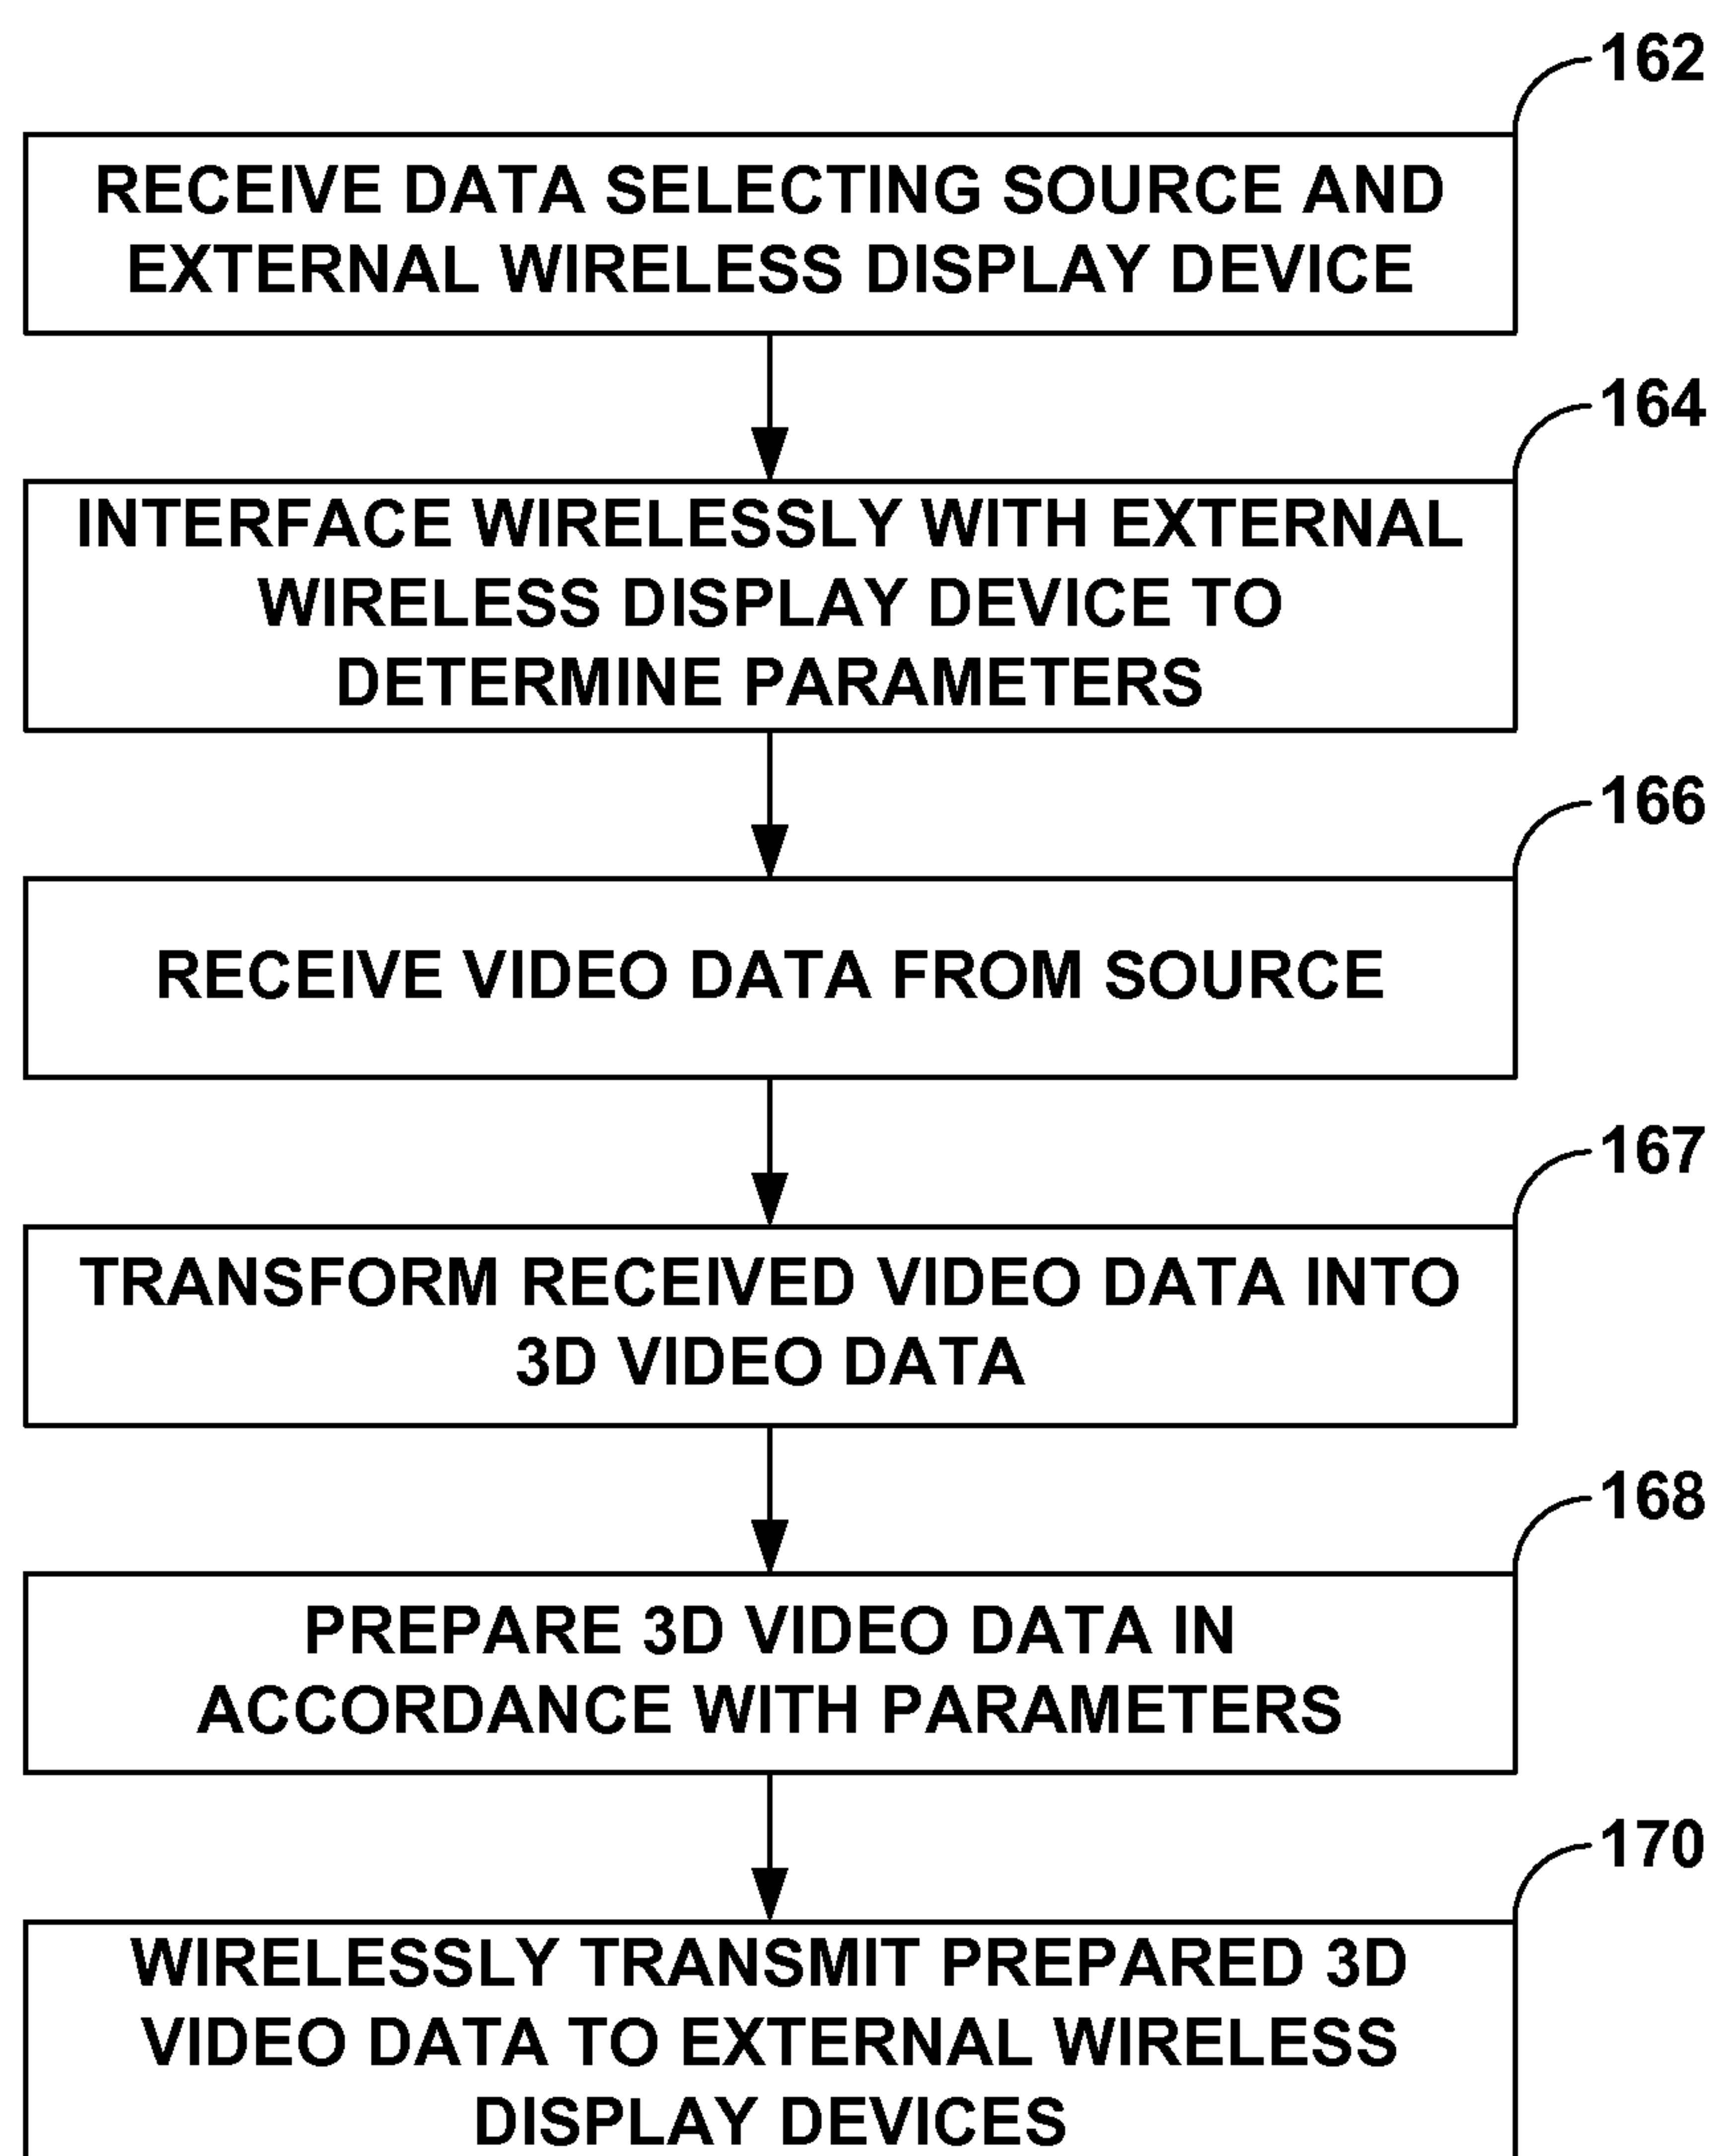 162
RECEIVE DATA SELECTING SOURCE AND
EXTERNAL WIRELESS DISPLAY DEVICE
164
INTERFACE WIRELESSLY WITH EXTERNAL
WIRELESS DISPLAY DEVICE TO
DETERMINE PARAMETERS
166
RECEIVE VIDEO DATA FROM SOURCE
167
TRANSFORM RECEIVED VIDEO DATA INTO
3D VIDEO DATA
168
PREPARE 3D VIDEO DATA IN
ACCORDANCE WITH PARAMETERS
170
WIRELESSLY TRANSMIT PREPARED 3D
VIDEO DATA TO EXTERNAL WIRELESS
DISPLAY DEVICES